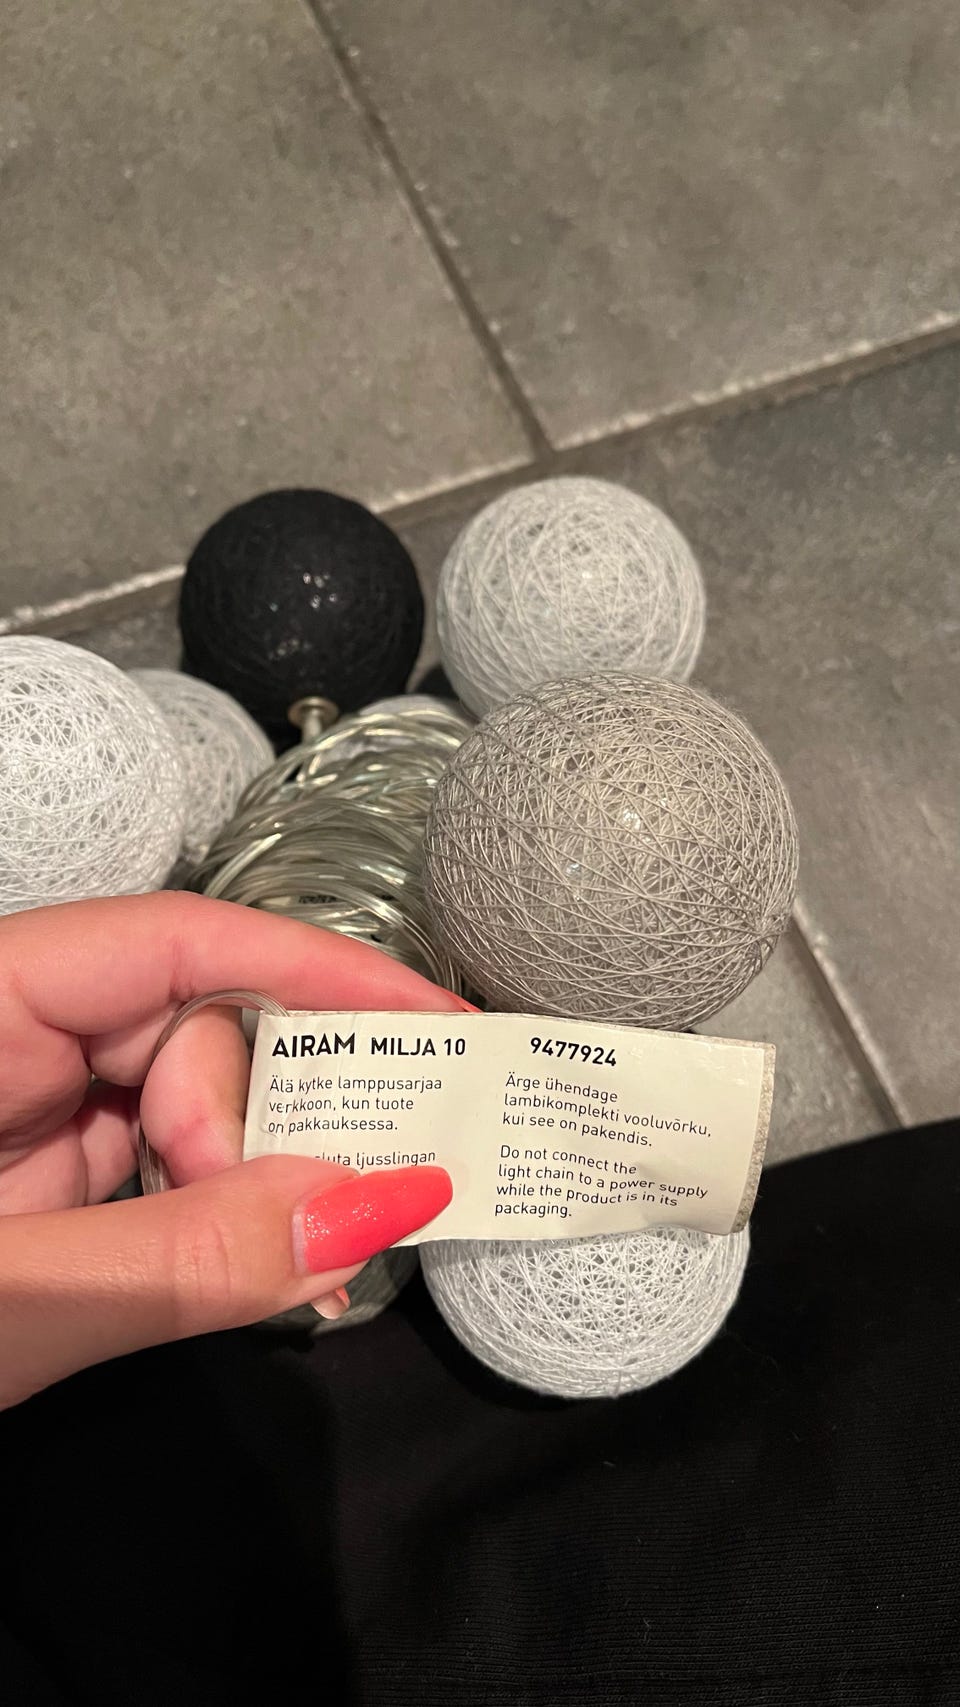 AIRAM MILJA 10
Älä kytke lamppusarjaa
verkkoon, kun tuote
on pakkauksessa.
ljusslingan
9477924
Ärge ühendage
lambikomplekti vooluvõrku,
kui see on pakendis.
Do not connect the
light chain to a power supply
while the product is in its
packaging.